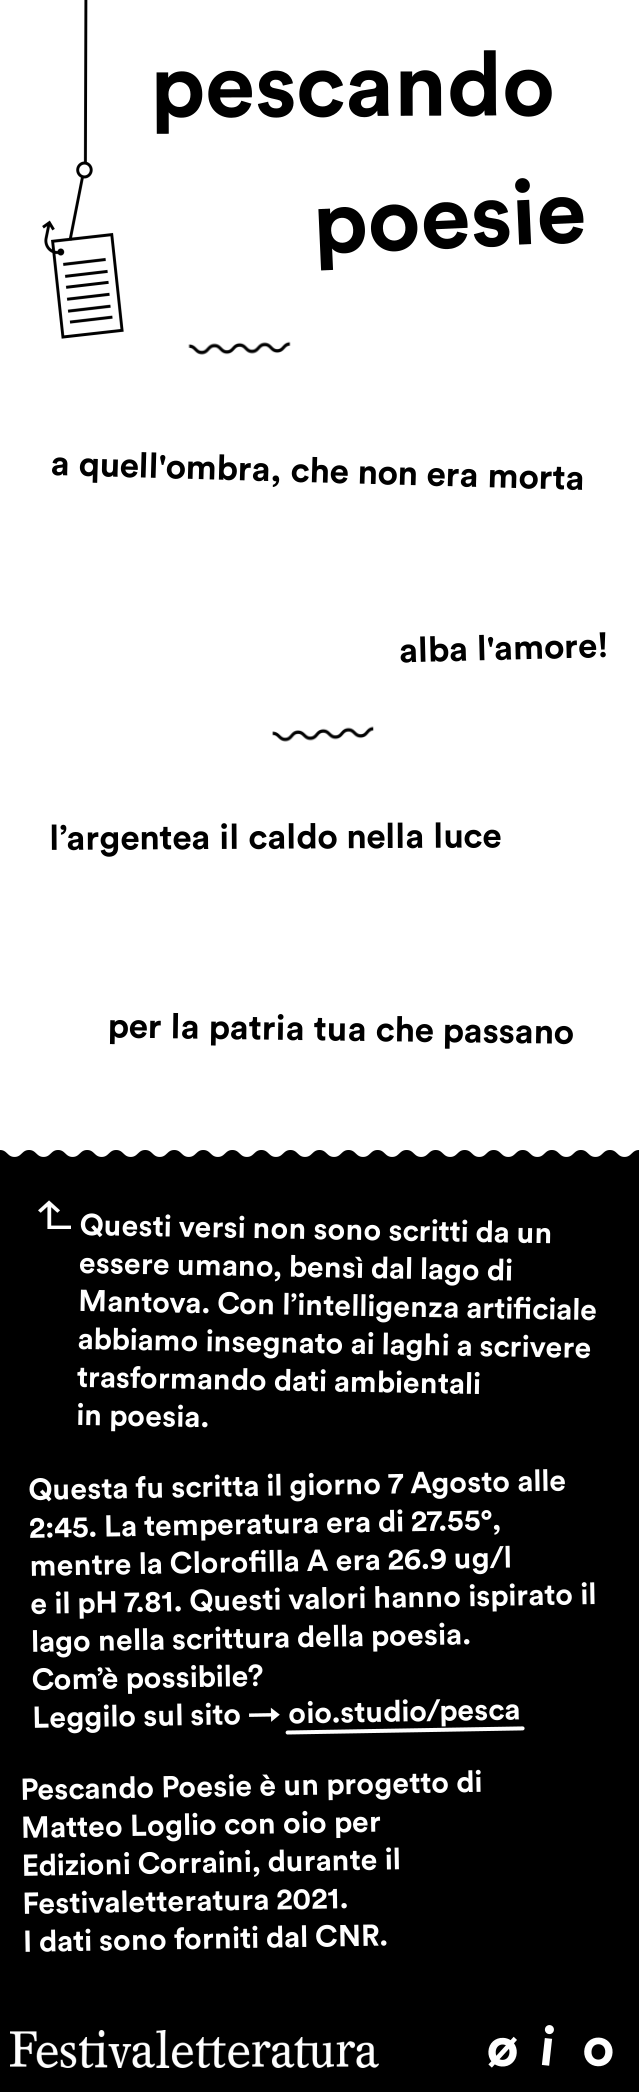 pescando
poesie
a quell'ombra, che non era morta
alba l'amore!
l’argentea il caldo nella luce
per la patria tua che passano
Questi versi non sono scritti da un
essere umano, bensì dal lago di
Mantova. Con l’intelligenza artificiale
abbiamo insegnato ai laghi a scrivere
trasformando dati ambientali
in poesia.
Questa fu scritta il giorno 7 Agosto alle
2:45. La temperatura era di 27.55°,
mentre la Clorofilla A era 26.9 ug/l
e il pH 7.81. Questi valori hanno ispirato il
lago nella scrittura della poesia.
Com’è possibile?
Leggilo sul sito → oio.studio/pesca
Pescando Poesie è un progetto di
Matteo Loglio con oio per
Edizioni Corraini, durante il
Festivaletteratura 2021.
I dati sono forniti dal CNR.
Festivaletteratura ø i o